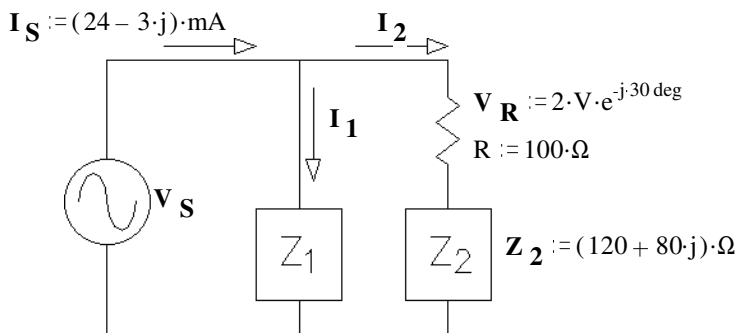 I S := (24 – 3·j)·mA
I 2
V R := 2·V·e^-j·30 deg
I 1
R := 100·Ω
V S
Z1
Z2
Z 2 := (120 + 80·j)·Ω